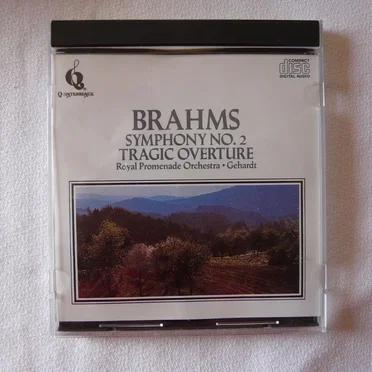 QUINTESSENCE
COMPACT
disc
DIGITAL AUDIO
BRAHMS
SYMPHONY NO. 2
TRAGIC OVERTURE
Royal Promenade Orchestra • Gehardt